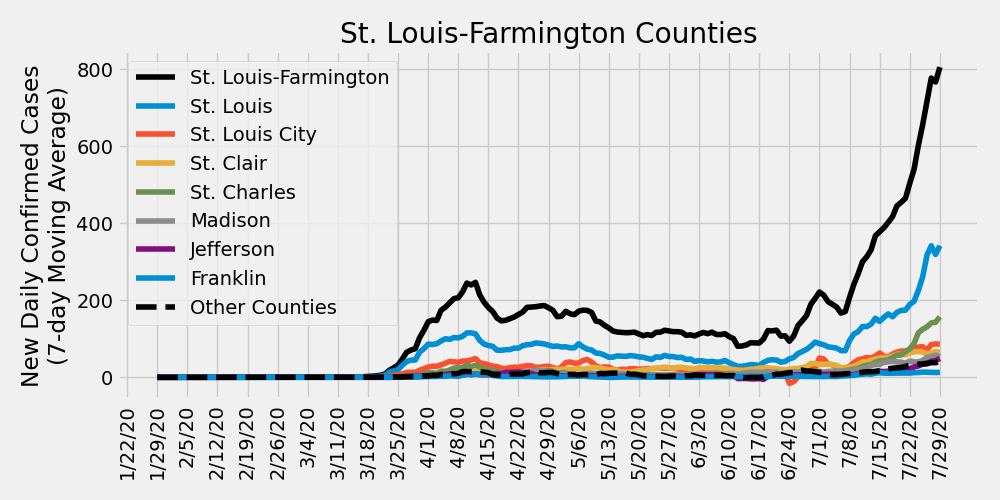 St. Louis-Farmington Counties
New Daily Confirmed Cases
(7-day Moving Average)
800
600
400
200
0
St. Louis-Farmington
St. Louis
St. Louis City
St. Clair
St. Charles
Madison
Jefferson
Franklin
Other Counties
1/22/20
1/29/20
2/5/20
2/12/20
2/19/20
2/26/20
3/4/20
3/11/20
3/18/20
3/25/20
4/1/20
4/8/20
4/15/20
4/22/20
4/29/20
5/6/20
5/13/20
5/20/20
5/27/20
6/3/20
6/10/20
6/17/20
6/24/20
7/1/20
7/8/20
7/15/20
7/22/20
7/29/20